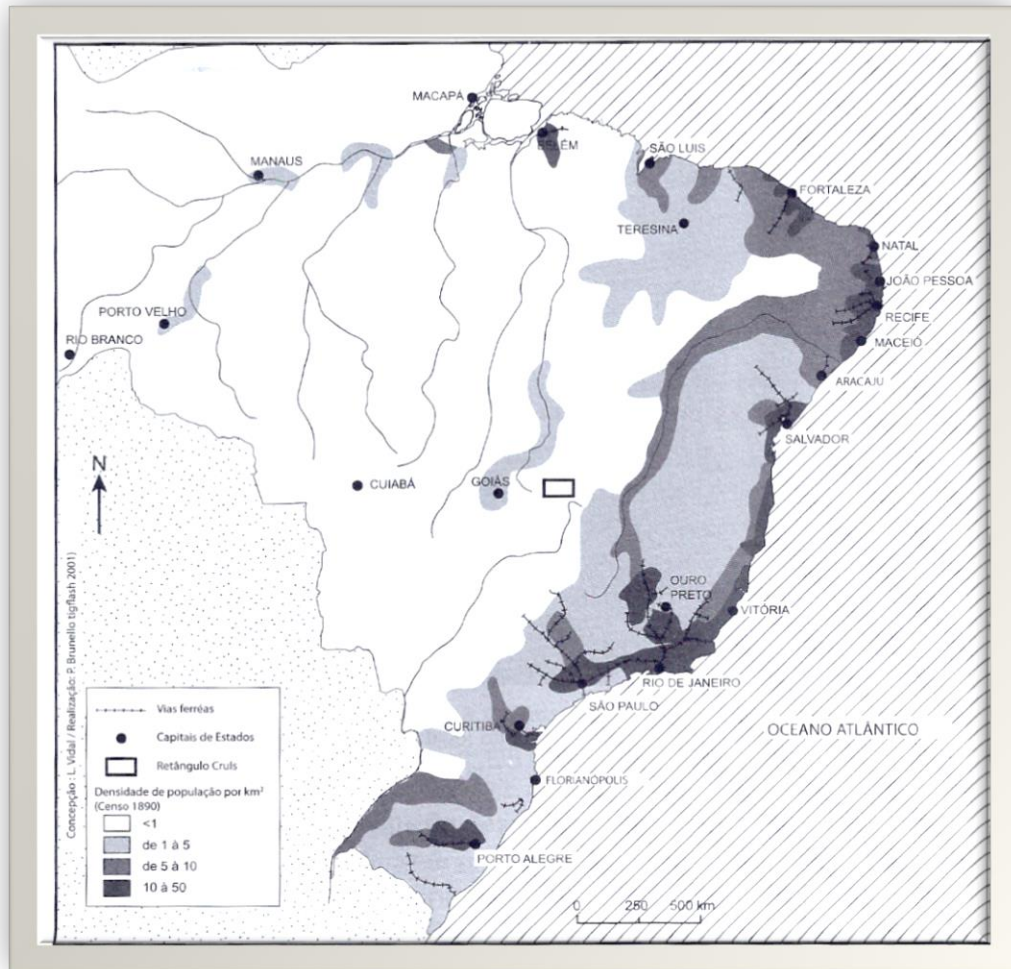 MACAPÁ
BELÉM
SÃO LUIS
MANAUS
FORTALEZA
TERESINA
NATAL
JOÃO PESSOA
PORTO VELHO
RECIFE
RIO BRANCO
MACEIÓ
ARACAJU
SALVADOR
N
CUIABÁ
GOIÁS
OURO
PRETO
VITÓRIA
RIO DE JANEIRO
SÃO PAULO
CURITIBA
OCEANO ATLÂNTICO
FLORIANÓPOLIS
PORTO ALEGRE
Vias ferréas
Capitais de Estados
Retângulo Cruls
Densidade de população por km²
(Censo 1890)
<1
de 1 à 5
de 5 à 10
10 à 50
0 250 500 km
Concepção : L. Vidal / Realização: P. Brunello tigflash 2001)